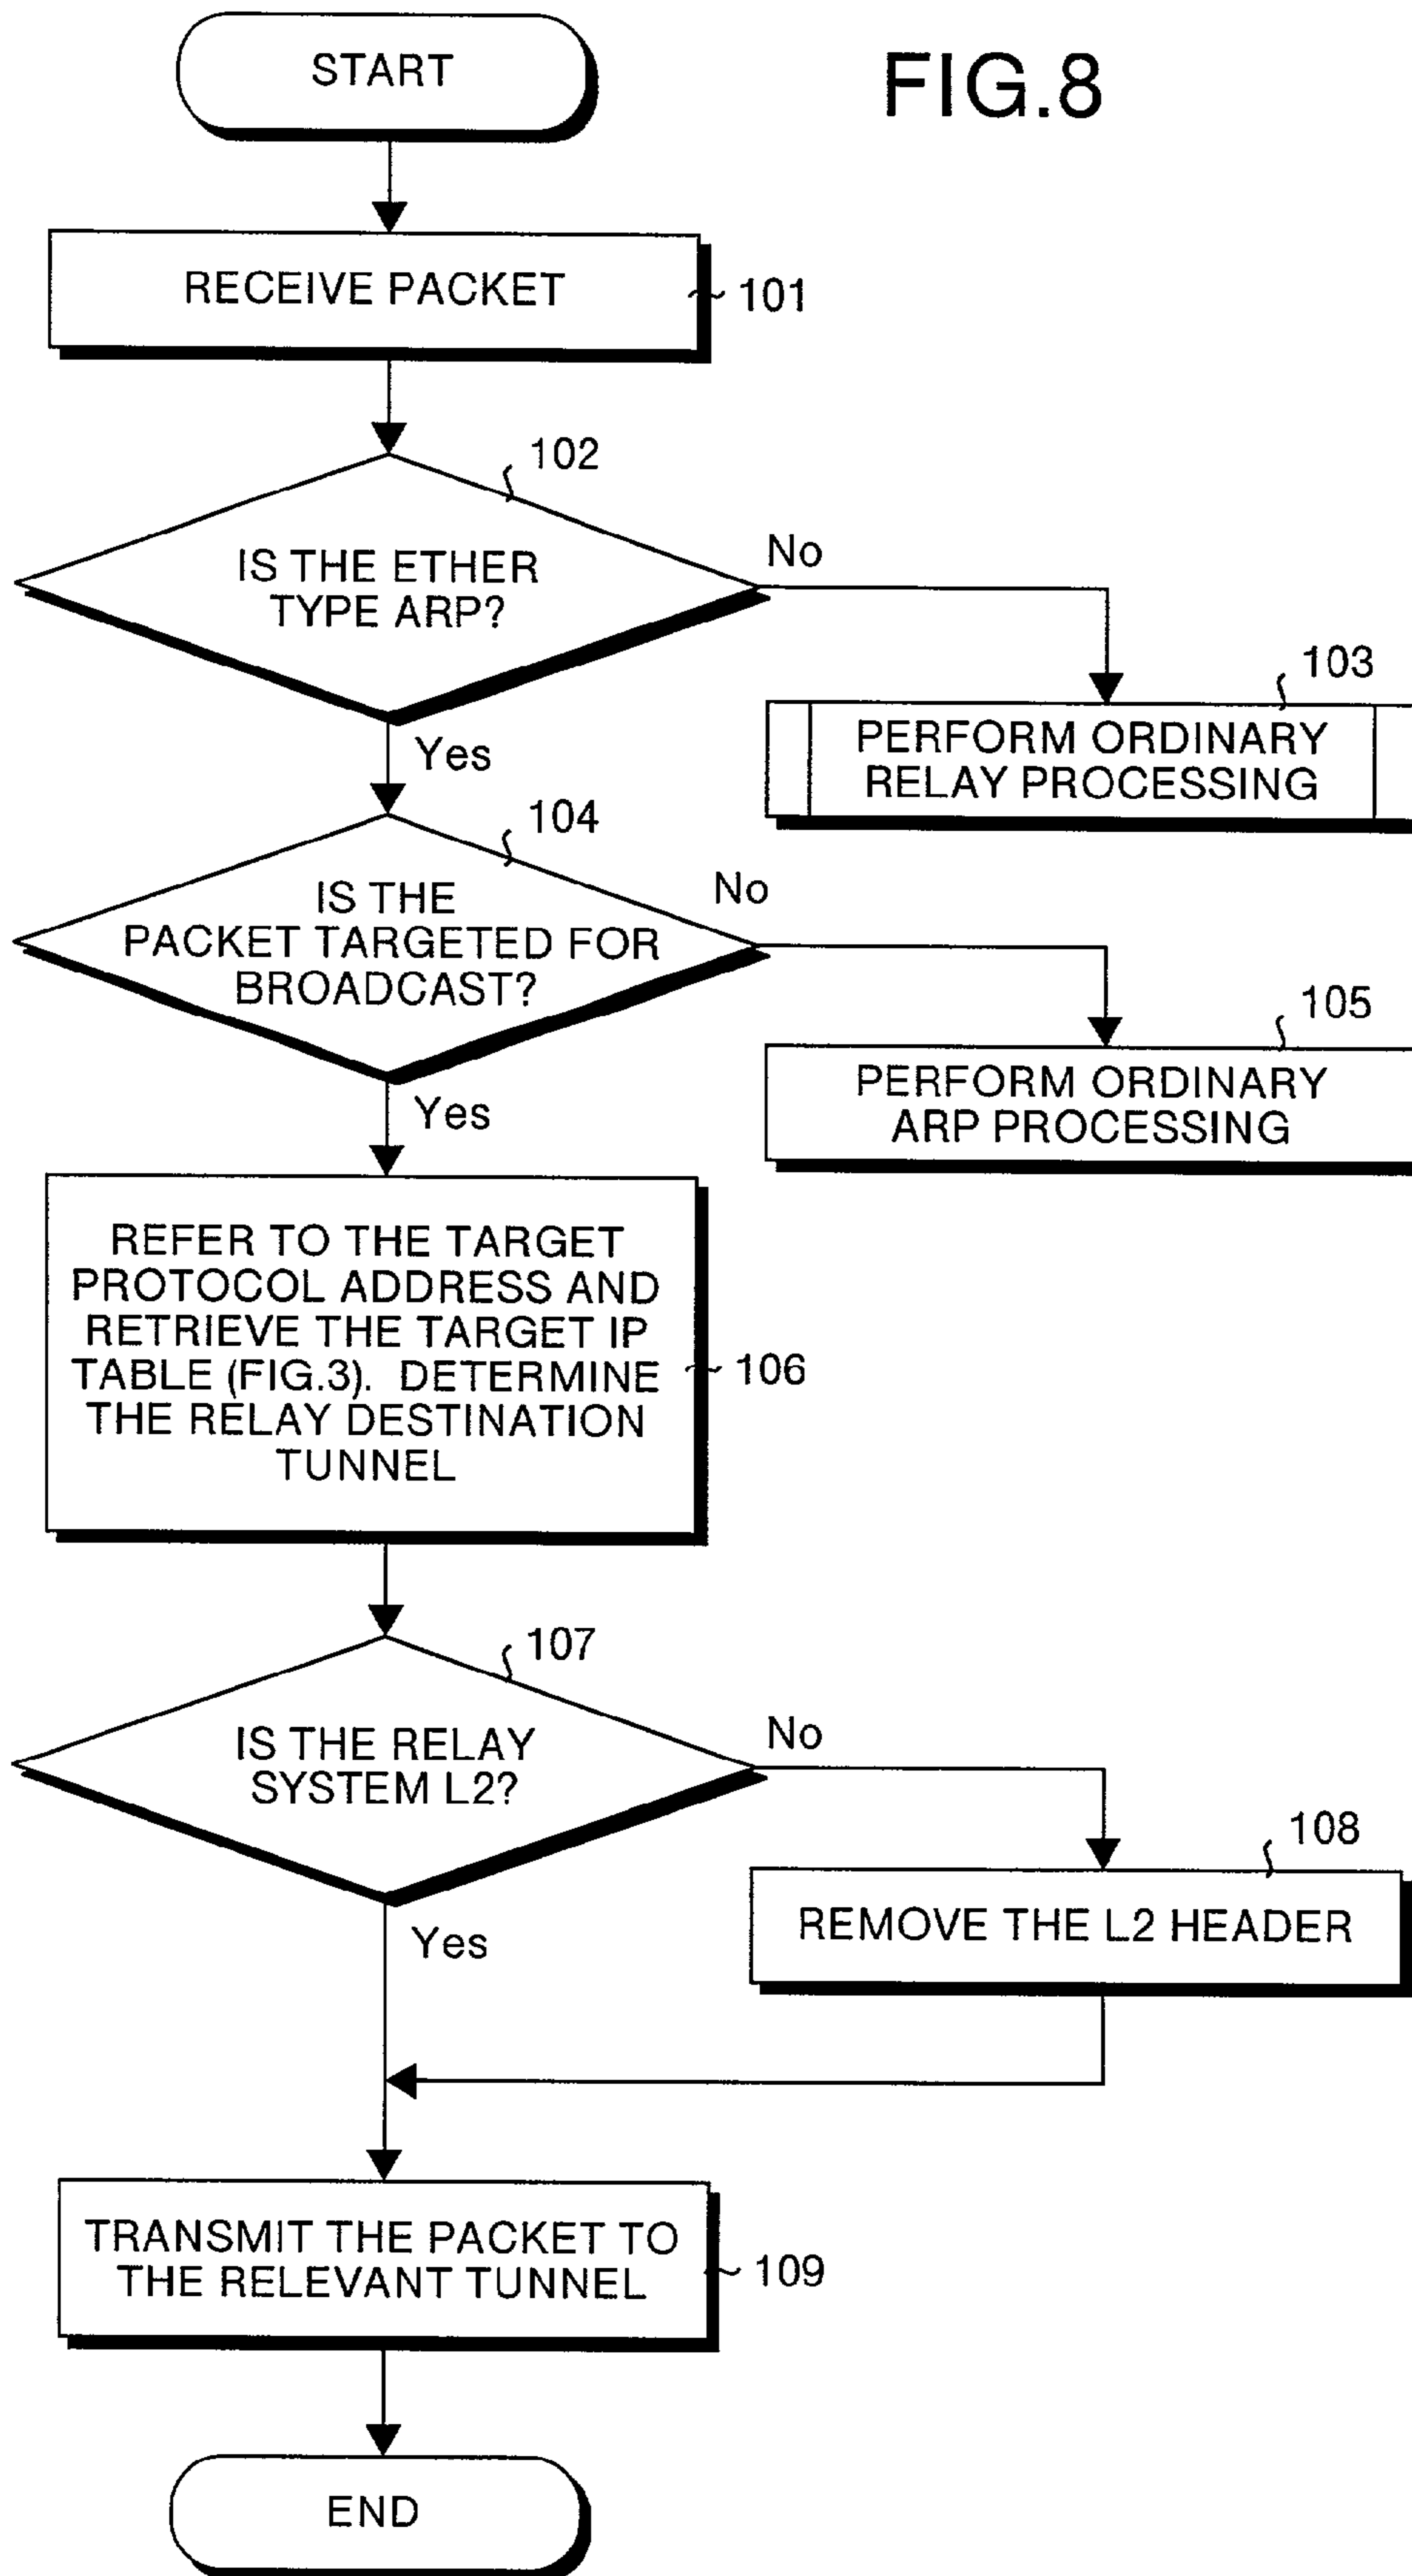 START
FIG.8
RECEIVE PACKET
101
102
IS THE ETHER
TYPE ARP?
No
Yes
103
PERFORM ORDINARY
RELAY PROCESSING
104
IS THE
PACKET TARGETED FOR
BROADCAST?
No
Yes
105
PERFORM ORDINARY
ARP PROCESSING
REFER TO THE TARGET
PROTOCOL ADDRESS AND
RETRIEVE THE TARGET IP
TABLE (FIG.3). DETERMINE
THE RELAY DESTINATION
TUNNEL
106
107
IS THE RELAY
SYSTEM L2?
No
Yes
108
REMOVE THE L2 HEADER
TRANSMIT THE PACKET TO
THE RELEVANT TUNNEL
109
END